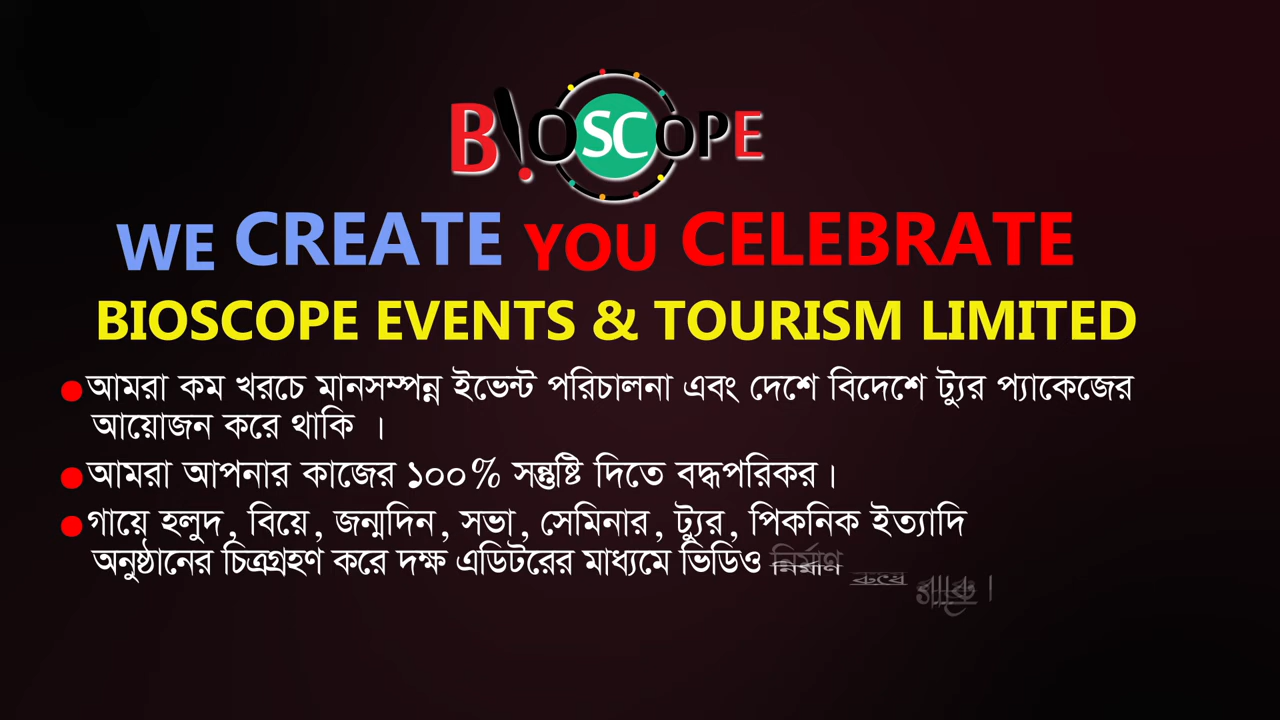 BIOSCOPE
WE CREATE YOU CELEBRATE
BIOSCOPE EVENTS & TOURISM LIMITED
আমরা কম খরচে মানসম্পন্ন ইভেন্ট পরিচালনা এবং দেশে বিদেশে ট্যুর প্যাকেজের
আয়োজন করে থাকি ।
আমরা আপনার কাজের ১০০% সন্তুষ্টি দিতে বদ্ধপরিকর।
গায়ে হলুদ, বিয়ে, জন্মদিন, সভা, সেমিনার, ট্যুর, পিকনিক ইত্যাদি
অনুষ্ঠানের চিত্রগ্রহণ করে দক্ষ এডিটরের মাধ্যমে ভিডিও নির্মাণ